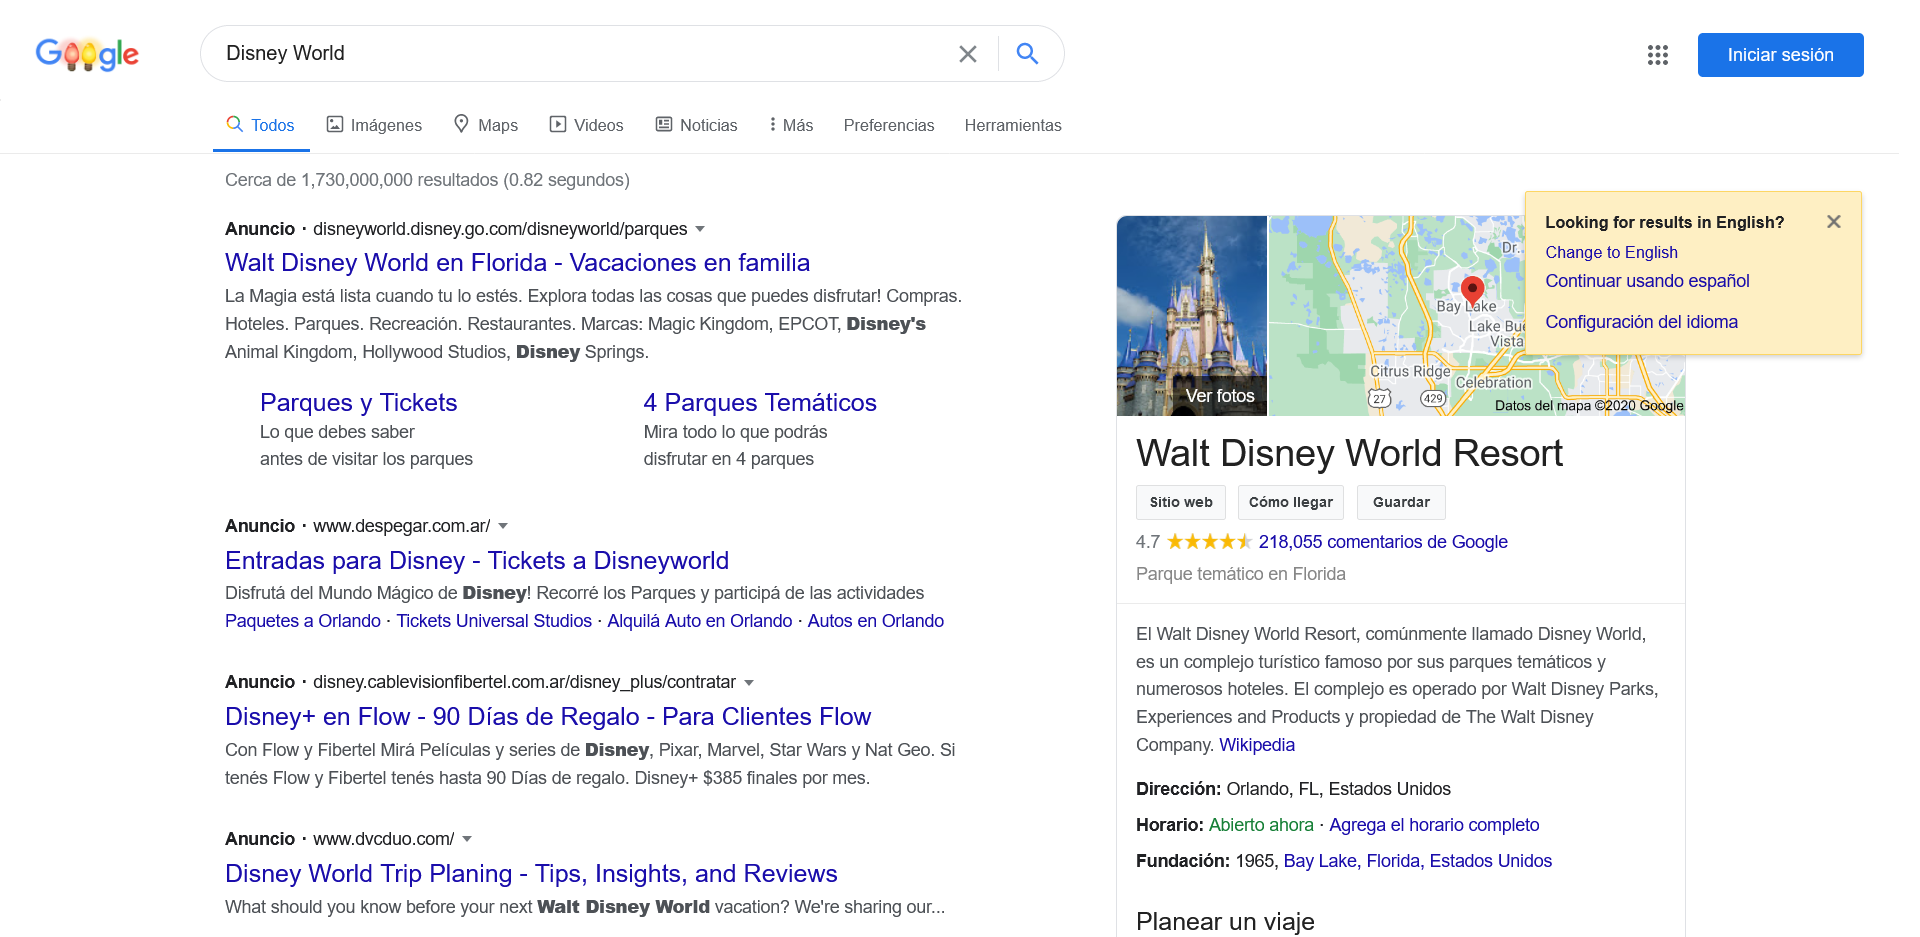 Google
Disney World
Iniciar sesión
Todos
Imágenes
Maps
Videos
Noticias
Más
Preferencias
Herramientas
Cerca de 1,730,000,000 resultados (0.82 segundos)
Anuncio · disneyworld.disney.go.com/disneyworld/parques
Walt Disney World en Florida - Vacaciones en familia
La Magia está lista cuando tu lo estés. Explora todas las cosas que puedes disfrutar! Compras.
Hoteles. Parques. Recreación. Restaurantes. Marcas: Magic Kingdom, EPCOT, Disney's
Animal Kingdom, Hollywood Studios, Disney Springs.
Parques y Tickets
Lo que debes saber
antes de visitar los parques
4 Parques Temáticos
Mira todo lo que podrás
disfrutar en 4 parques
Anuncio · www.despegar.com.ar/
Entradas para Disney - Tickets a Disneyworld
Disfrutá del Mundo Mágico de Disney! Recorré los Parques y participá de las actividades
Paquetes a Orlando · Tickets Universal Studios · Alquilá Auto en Orlando · Autos en Orlando
Anuncio · disney.cablevisionfibertel.com.ar/disney_plus/contratar
Disney+ en Flow - 90 Días de Regalo - Para Clientes Flow
Con Flow y Fibertel Mirá Películas y series de Disney, Pixar, Marvel, Star Wars y Nat Geo. Si
tenés Flow y Fibertel tenés hasta 90 Días de regalo. Disney+ $385 finales por mes.
Anuncio · www.dvcduo.com/
Disney World Trip Planing - Tips, Insights, and Reviews
What should you know before your next Walt Disney World vacation? We're sharing our...
Looking for results in English?
Change to English
Continuar usando español
Configuración del idioma
Ver fotos
Dr...
Bay Lake
Lake Bue
Vista
Citrus Ridge
Celebration
27
429
Datos del mapa ©2020 Google
Walt Disney World Resort
Sitio web
Cómo llegar
Guardar
4.7
218,055 comentarios de Google
Parque temático en Florida
El Walt Disney World Resort, comúnmente llamado Disney World,
es un complejo turístico famoso por sus parques temáticos y
numerosos hoteles. El complejo es operado por Walt Disney Parks,
Experiences and Products y propiedad de The Walt Disney
Company. Wikipedia
Dirección: Orlando, FL, Estados Unidos
Horario: Abierto ahora · Agrega el horario completo
Fundación: 1965, Bay Lake, Florida, Estados Unidos
Planear un viaje